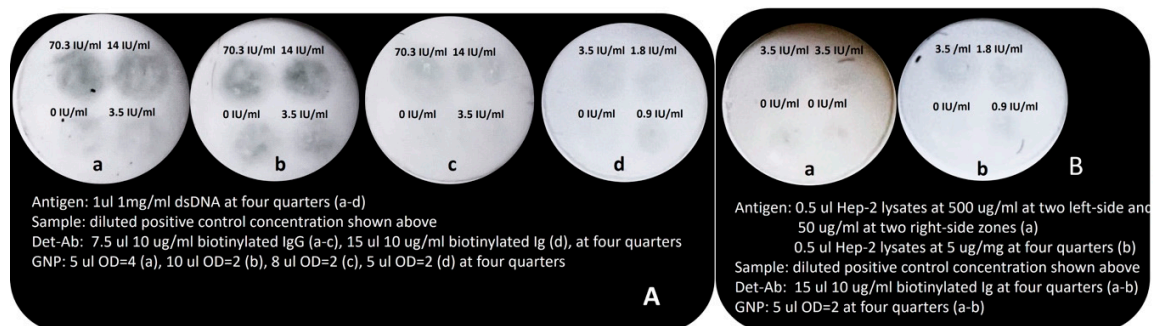 70.3 IU/ml 14 IU/ml
0 IU/ml 3.5 IU/ml
a
70.3 IU/ml 14 IU/ml
0 IU/ml 3.5 IU/ml
b
70.3 IU/ml 14 IU/ml
0 IU/ml 3.5 IU/ml
c
3.5 IU/ml 1.8 IU/ml
0 IU/ml 0.9 IU/ml
d
Antigen: 1ul 1mg/ml dsDNA at four quarters (a-d)
Sample: diluted positive control concentration shown above
Det-Ab: 7.5 ul 10 ug/ml biotinylated IgG (a-c), 15 ul 10 ug/ml biotinylated Ig (d), at four quarters
GNP: 5 ul OD=4 (a), 10 ul OD=2 (b), 8 ul OD=2 (c), 5 ul OD=2 (d) at four quarters
A
3.5 IU/ml 3.5 IU/ml
0 IU/ml 0 IU/ml
a
3.5 /ml 1.8 IU/ml
0 IU/ml 0.9 IU/ml
b
B
Antigen: 0.5 ul Hep-2 lysates at 500 ug/ml at two left-side and
50 ug/ml at two right-side zones (a)
0.5 ul Hep-2 lysates at 5 ug/mg at four quarters (b)
Sample: diluted positive control concentration shown above
Det-Ab: 15 ul 10 ug/ml biotinylated Ig at four quarters (a-b)
GNP: 5 ul OD=2 at four quarters (a-b)